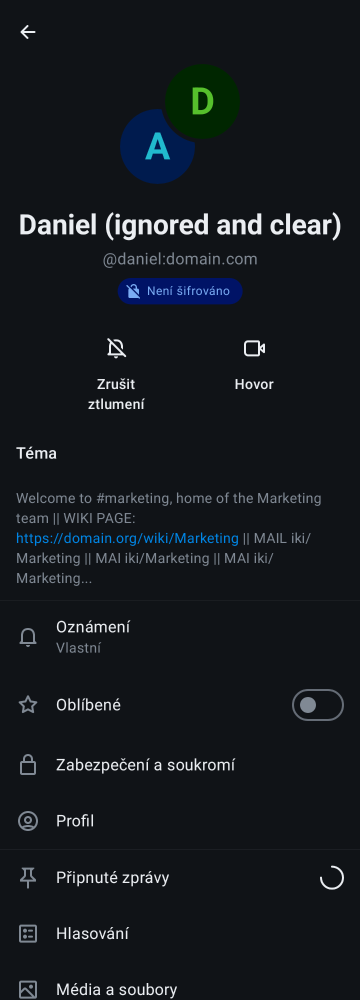 D
A
Daniel (ignored and clear)
@daniel:domain.com
Není šifrováno
Zrušit
ztlumení
Hovor
Téma
Welcome to #marketing, home of the Marketing
team || WIKI PAGE:
https://domain.org/wiki/Marketing || MAIL iki/
Marketing || MAI iki/Marketing || MAI iki/
Marketing...
Oznámení
Vlastní
Oblíbené
Zabezpečení a soukromí
Profil
Připnuté zprávy
Hlasování
Média a soubory